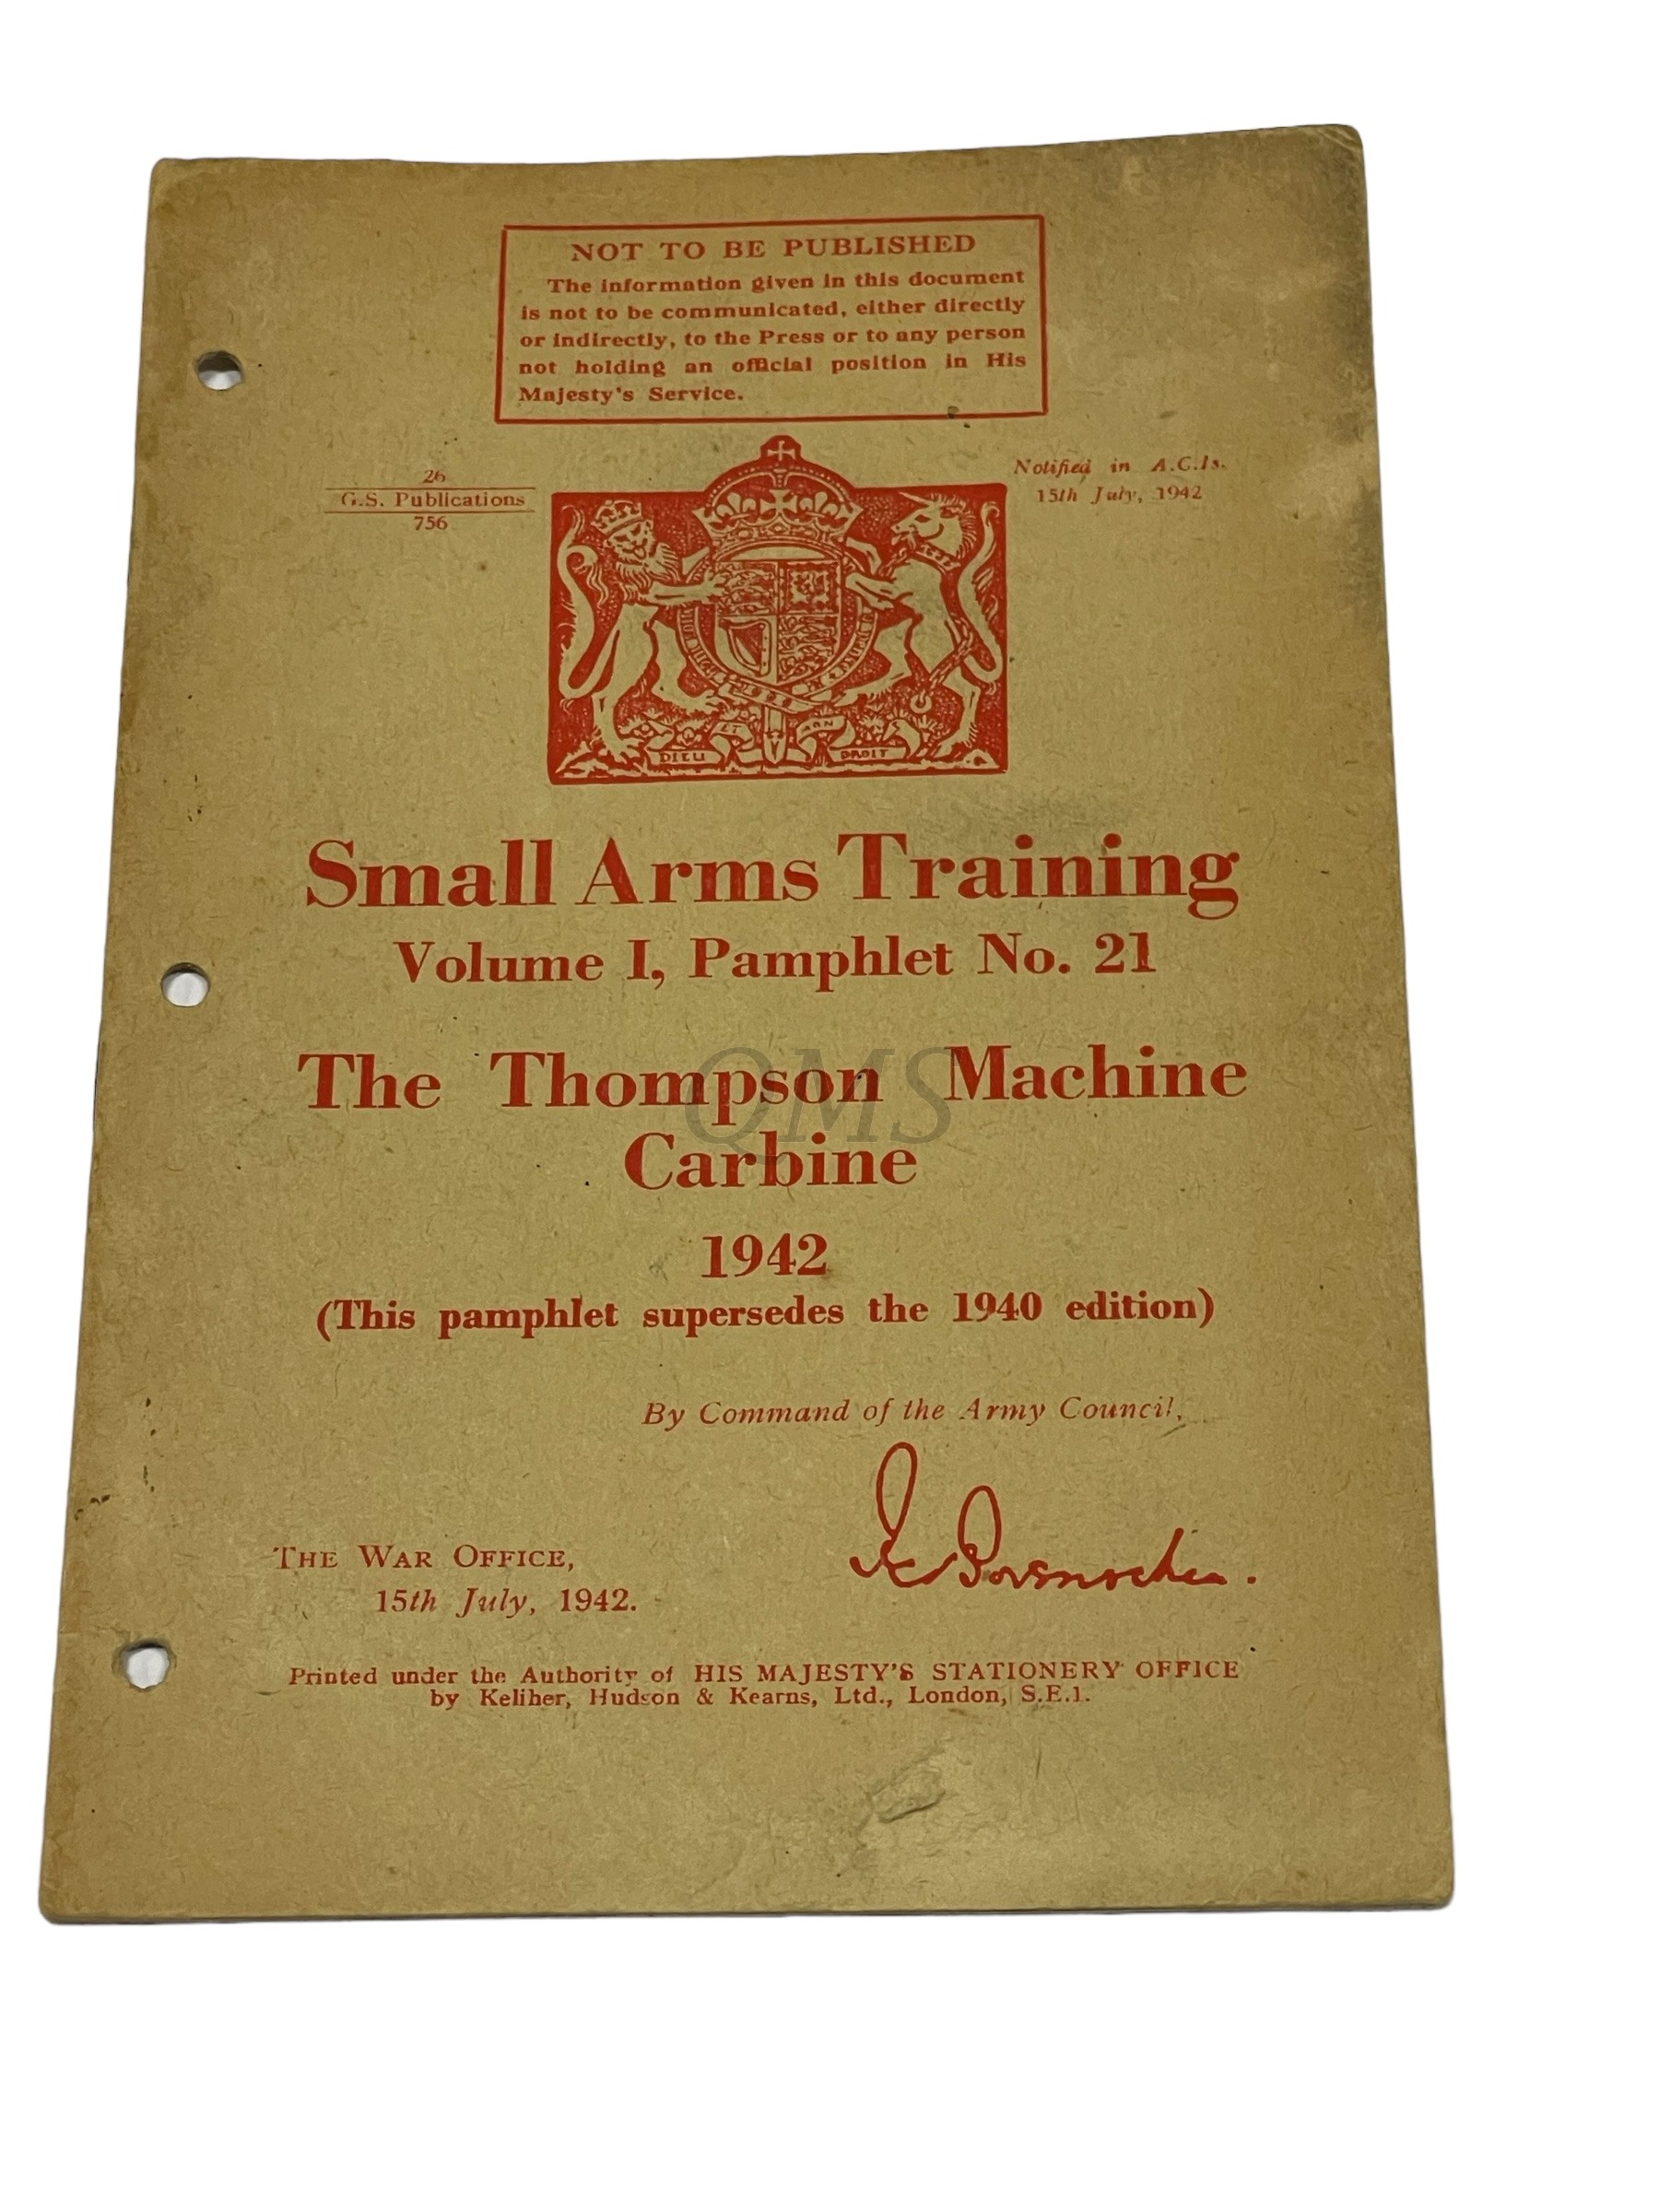 NOT TO BE PUBLISHED
The information given in this document
is not to be communicated, either directly
or indirectly, to the Press or to any person
not holding an official position in His
Majesty's Service.
26
G.S. Publications
756
Notified in A.C.Is.
15th July, 1942
DIEU ET MON DROIT
Small Arms Training
Volume I, Pamphlet No. 21
The Thompson Machine
Carbine
QMS
1942
(This pamphlet supersedes the 1940 edition)
By Command of the Army Council,
THE WAR OFFICE,
15th July, 1942.
Printed under the Authority of HIS MAJESTY'S STATIONERY OFFICE
by Keliher, Hudson & Kearns, Ltd., London, S.E.1.